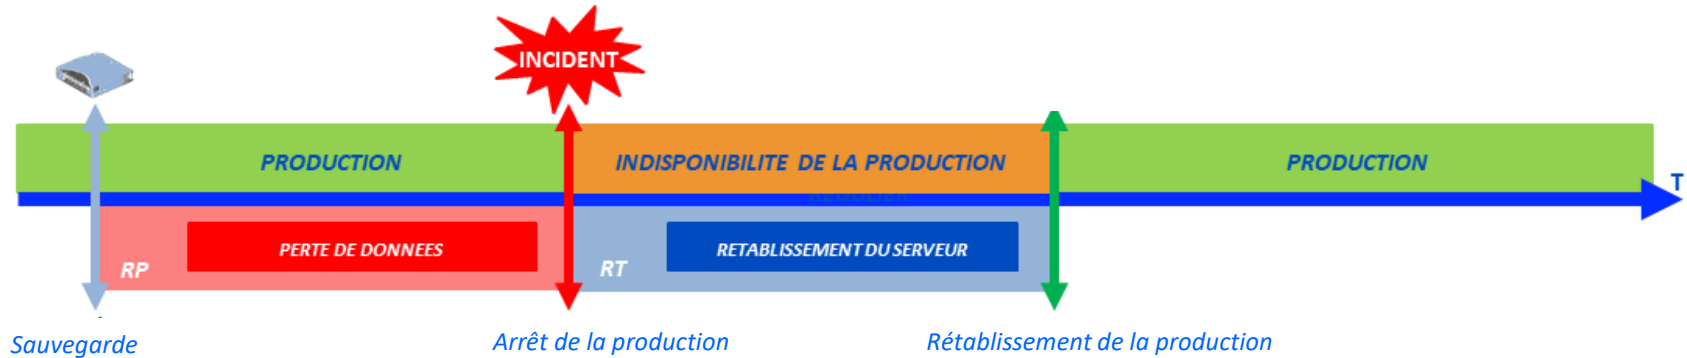 INCIDENT
PRODUCTION
INDISPONIBILITE DE LA PRODUCTION
PRODUCTION
T
PERTE DE DONNEES
RETABLISSEMENT DU SERVEUR
RP
RT
Sauvegarde
Arrêt de la production
Rétablissement de la production